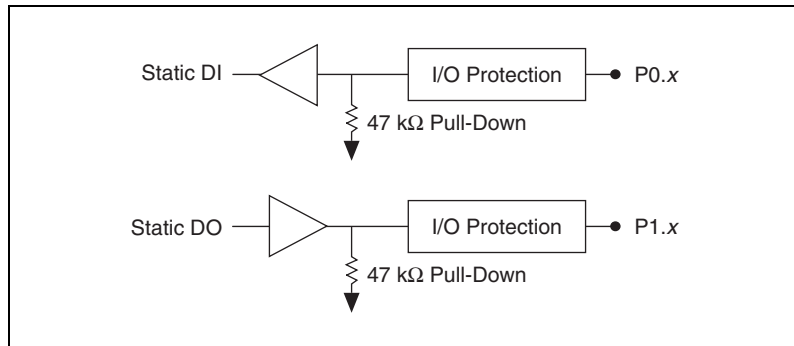 Static DI
I/O Protection
P0.x
47 kΩ Pull-Down
Static DO
I/O Protection
P1.x
47 kΩ Pull-Down